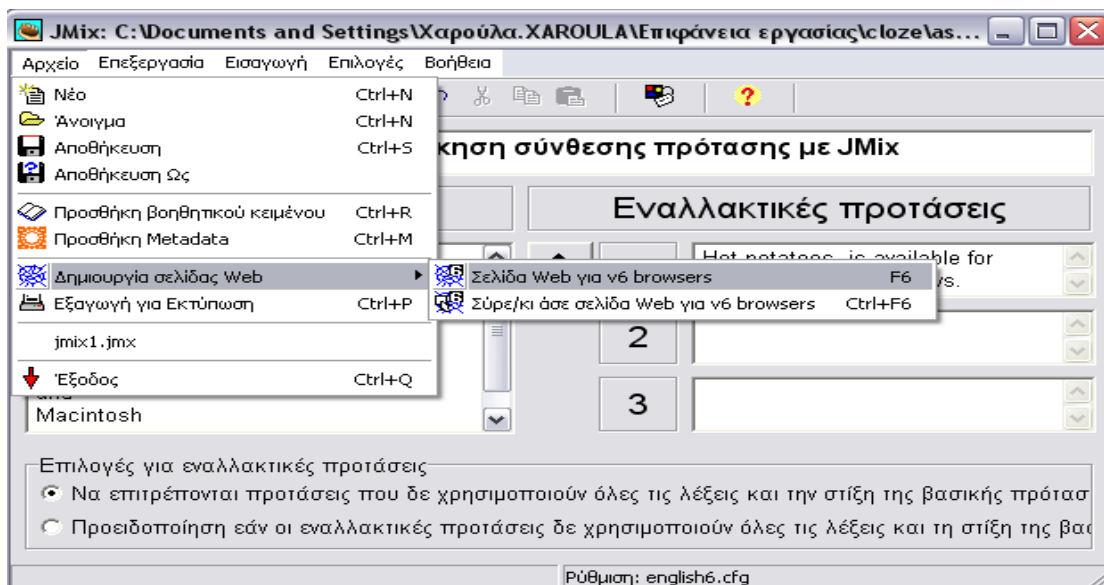 JMix: C:\Documents and Settings\Χαρούλα.XAROULA\Επιφάνεια εργασίας\cloze\as...
Αρχείο Επεξεργασία Εισαγωγή Επιλογές Βοήθεια
Νέο Ctrl+N
Άνοιγμα Ctrl+N
Αποθήκευση Ctrl+S
Αποθήκευση Ως
Προσθήκη βοηθητικού κειμένου Ctrl+R
Προσθήκη Metadata Ctrl+M
Δημιουργία σελίδας Web
Εξαγωγή για Εκτύπωση Ctrl+P
jmix1.jmx
Έξοδος Ctrl+Q
Σελίδα Web για v6 browsers F6
Σύρε/κι άσε σελίδα Web για v6 browsers Ctrl+F6
κηση σύνθεσης πρότασης με JMix
Εναλλακτικές προτάσεις
Hot potatoes is available for
vs.
2
3
and
Macintosh
Επιλογές για εναλλακτικές προτάσεις
Να επιτρέπονται προτάσεις που δε χρησιμοποιούν όλες τις λέξεις και την στίξη της βασικής πρότασ
Προειδοποίηση εάν οι εναλλακτικές προτάσεις δε χρησιμοποιούν όλες τις λέξεις και τη στίξη της βας
Ρύθμιση: english6.cfg